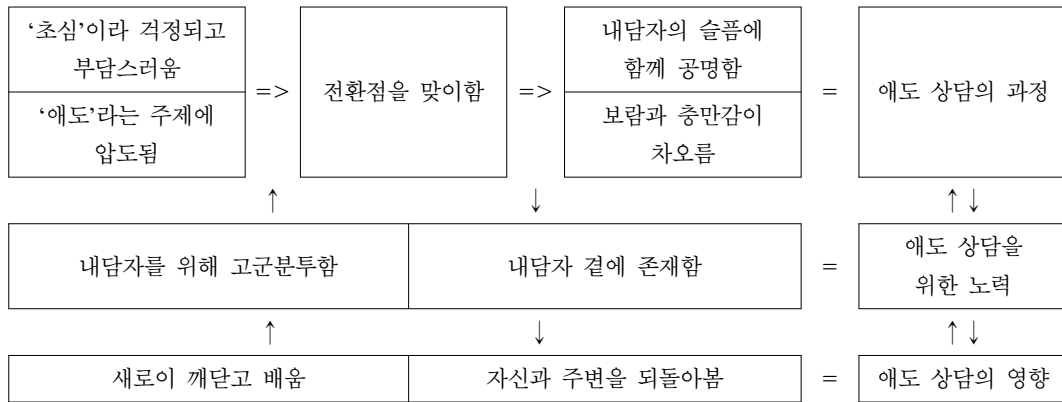 ‘초심’이라 걱정되고
부담스러움
‘애도’라는 주제에
압도됨
=>
전환점을 맞이함
=>
내담자의 슬픔에
함께 공명함
보람과 충만감이
차오름
=
애도 상담의 과정
↑
↓
↑↓
내담자를 위해 고군분투함
내담자 곁에 존재함
=
애도 상담을
위한 노력
↑
↓
↑↓
새로이 깨닫고 배움
자신과 주변을 되돌아봄
=
애도 상담의 영향